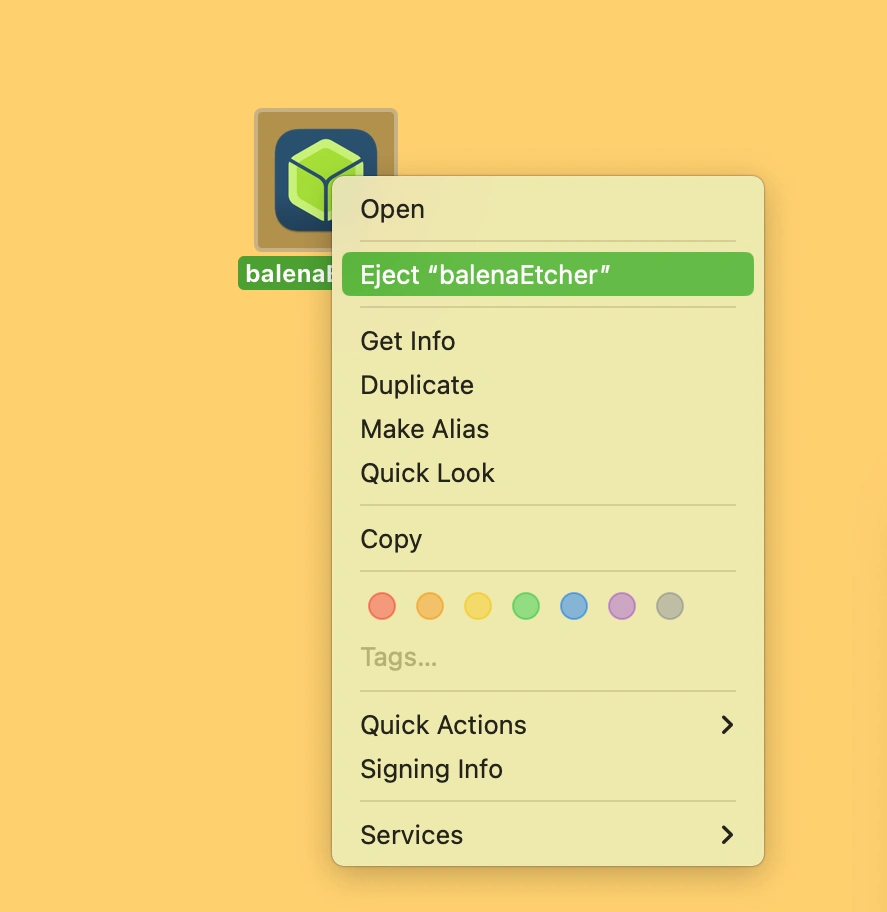 Open
balenaE
Eject “balenaEtcher”
Get Info
Duplicate
Make Alias
Quick Look
Copy
Tags...
Quick Actions
Signing Info
Services